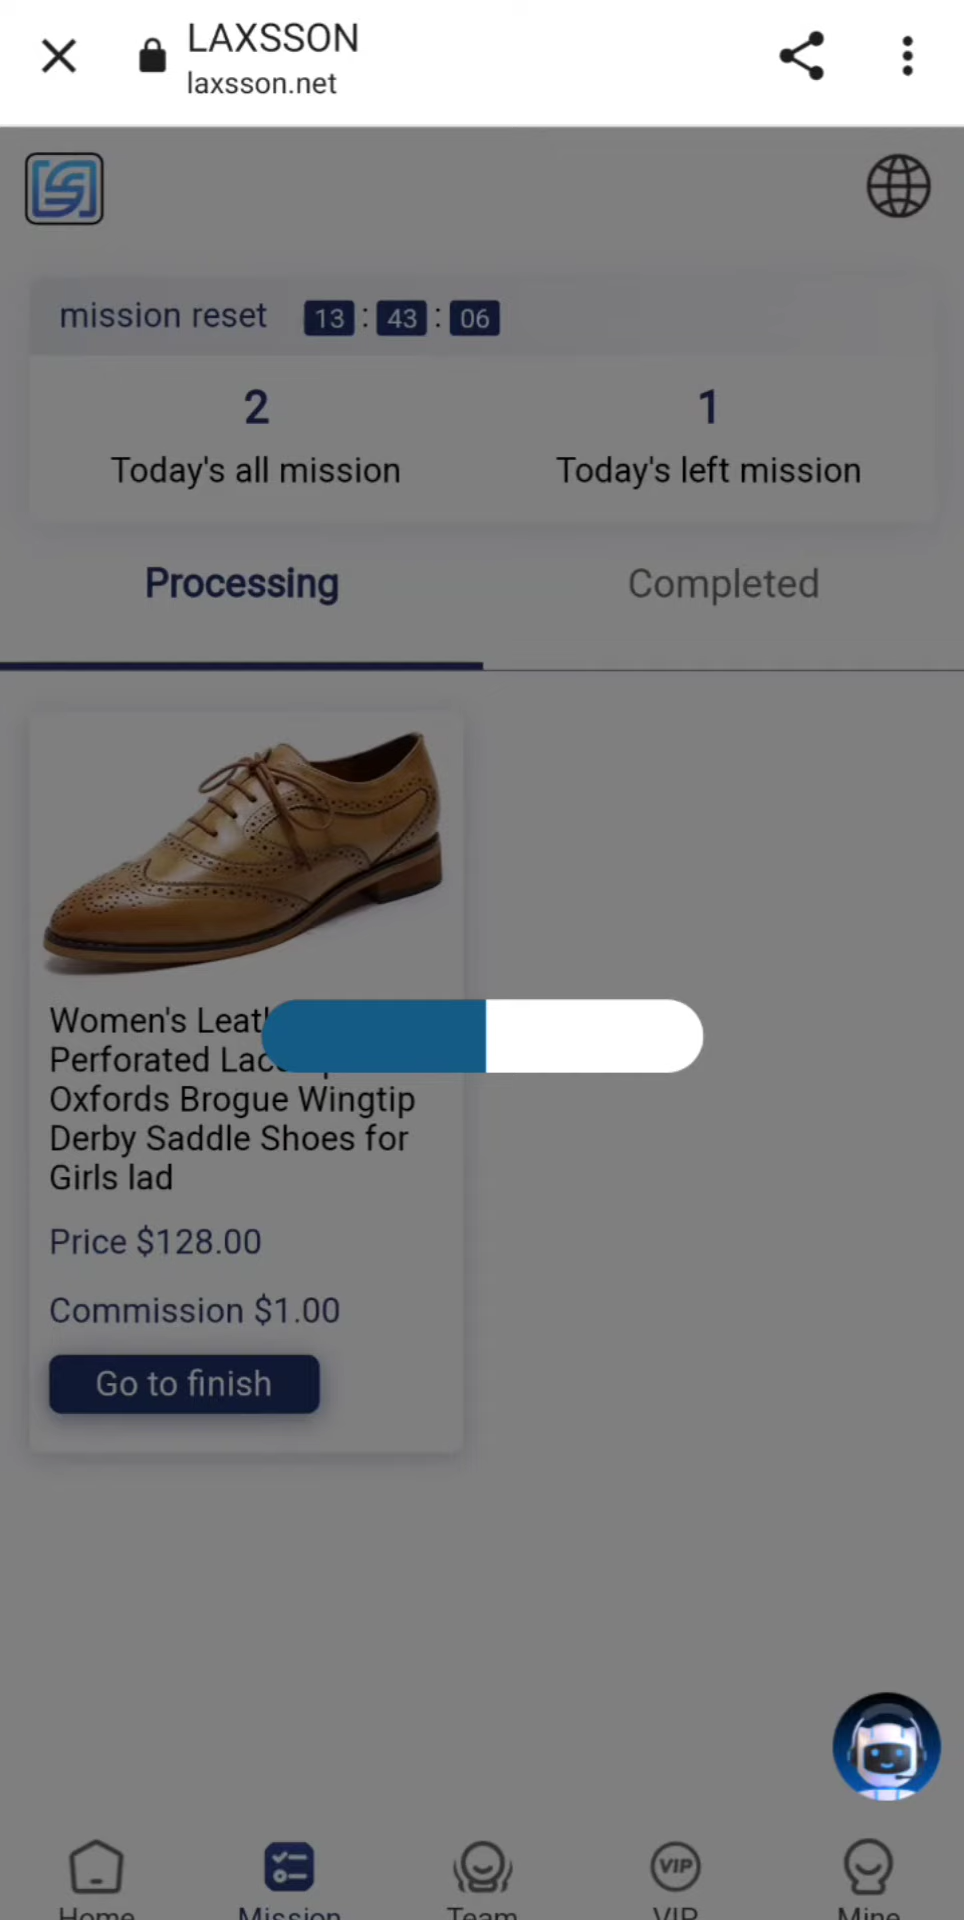 LAXSSON
laxsson.net
mission reset 13 : 43 : 06
2
Today's all mission
1
Today's left mission
Processing
Completed
Women's
Perforated
Oxfords Brogue Wingtip
Derby Saddle Shoes for
Girls lad
Price $128.00
Commission $1.00
Go to finish
Home
Mission
Team
VIP
VIP
Mine